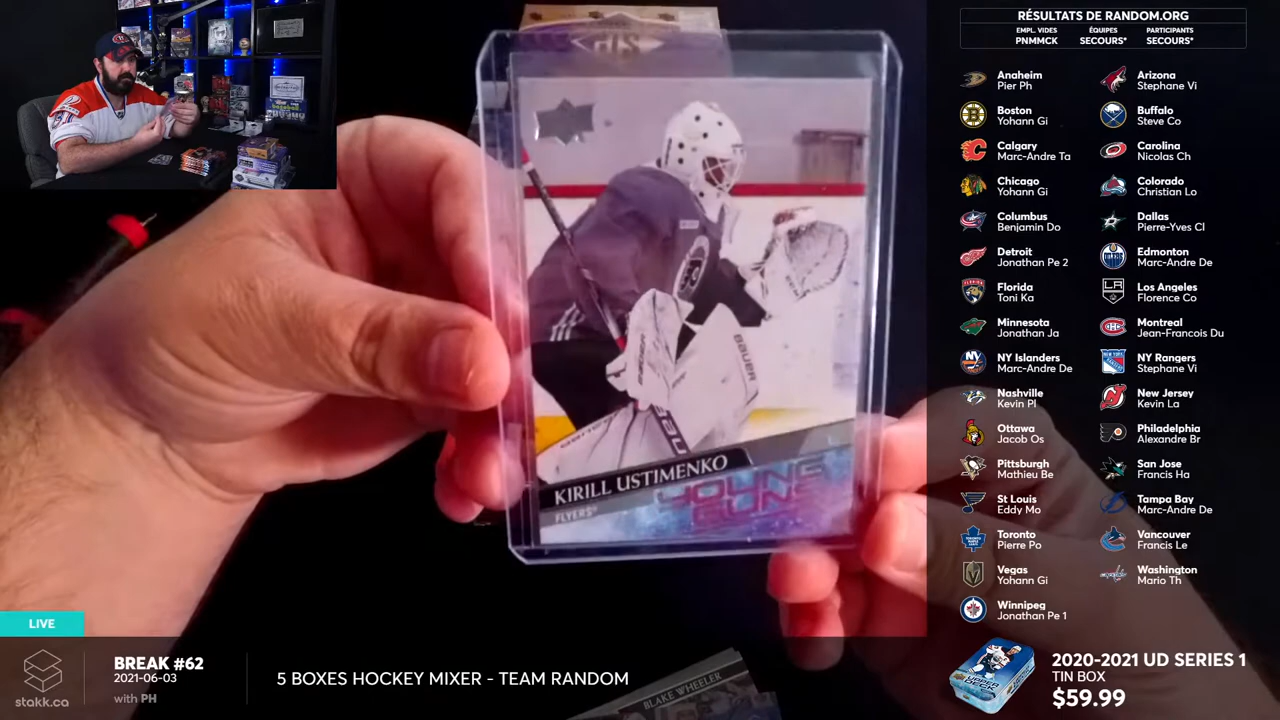 RÉSULTATS DE RANDOM.ORG
EMPL. VIDES
PNMMCK
ÉQUIPES
SECOURS*
PARTICIPANTS
SECOURS*
Anaheim
Pier Ph
Arizona
Stephane Vi
Boston
Yohann Gi
Buffalo
Steve Co
Calgary
Marc-Andre Ta
Carolina
Nicolas Ch
Chicago
Yohann Gi
Colorado
Christian Lo
Columbus
Benjamin Do
Dallas
Pierre-Yves Cl
Detroit
Jonathan Pe 2
Edmonton
Marc-Andre De
Florida
Toni Ka
Los Angeles
Florence Co
Minnesota
Jonathan Ja
Montreal
Jean-Francois Du
NY Islanders
Marc-Andre De
NY Rangers
Stephane Vi
Nashville
Kevin Pl
New Jersey
Kevin La
Ottawa
Jacob Os
Philadelphia
Alexandre Br
Pittsburgh
Mathieu Be
San Jose
Francis Ha
St Louis
Eddy Mo
Tampa Bay
Marc-Andre De
Toronto
Pierre Po
Vancouver
Francis Le
Vegas
Yohann Gi
Washington
Mario Th
Winnipeg
Jonathan Pe 1
SP
BAUER
KIRILL USTIMENKO
FLYERS
YOUNG
GUNS
LIVE
stakk.ca
BREAK #62
2021-06-03
with PH
5 BOXES HOCKEY MIXER - TEAM RANDOM
BLAKE WHEELER
2020-2021 UD SERIES 1
TIN BOX
$59.99